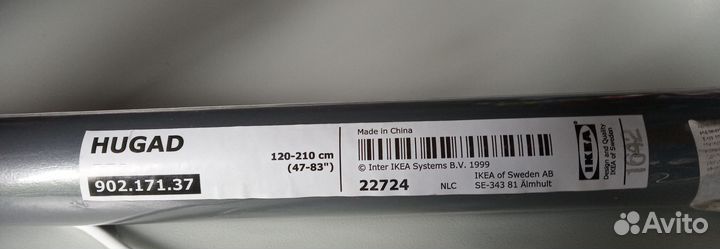 HUGAD
120-210 cm
(47-83")
902.171.37
Made in China
© Inter IKEA Systems B.V. 1999
22724 NLC
IKEA of Sweden AB
SE-343 81 Älmhult
IKEA
Design and Quality
IKEA of Sweden
1642
Avito